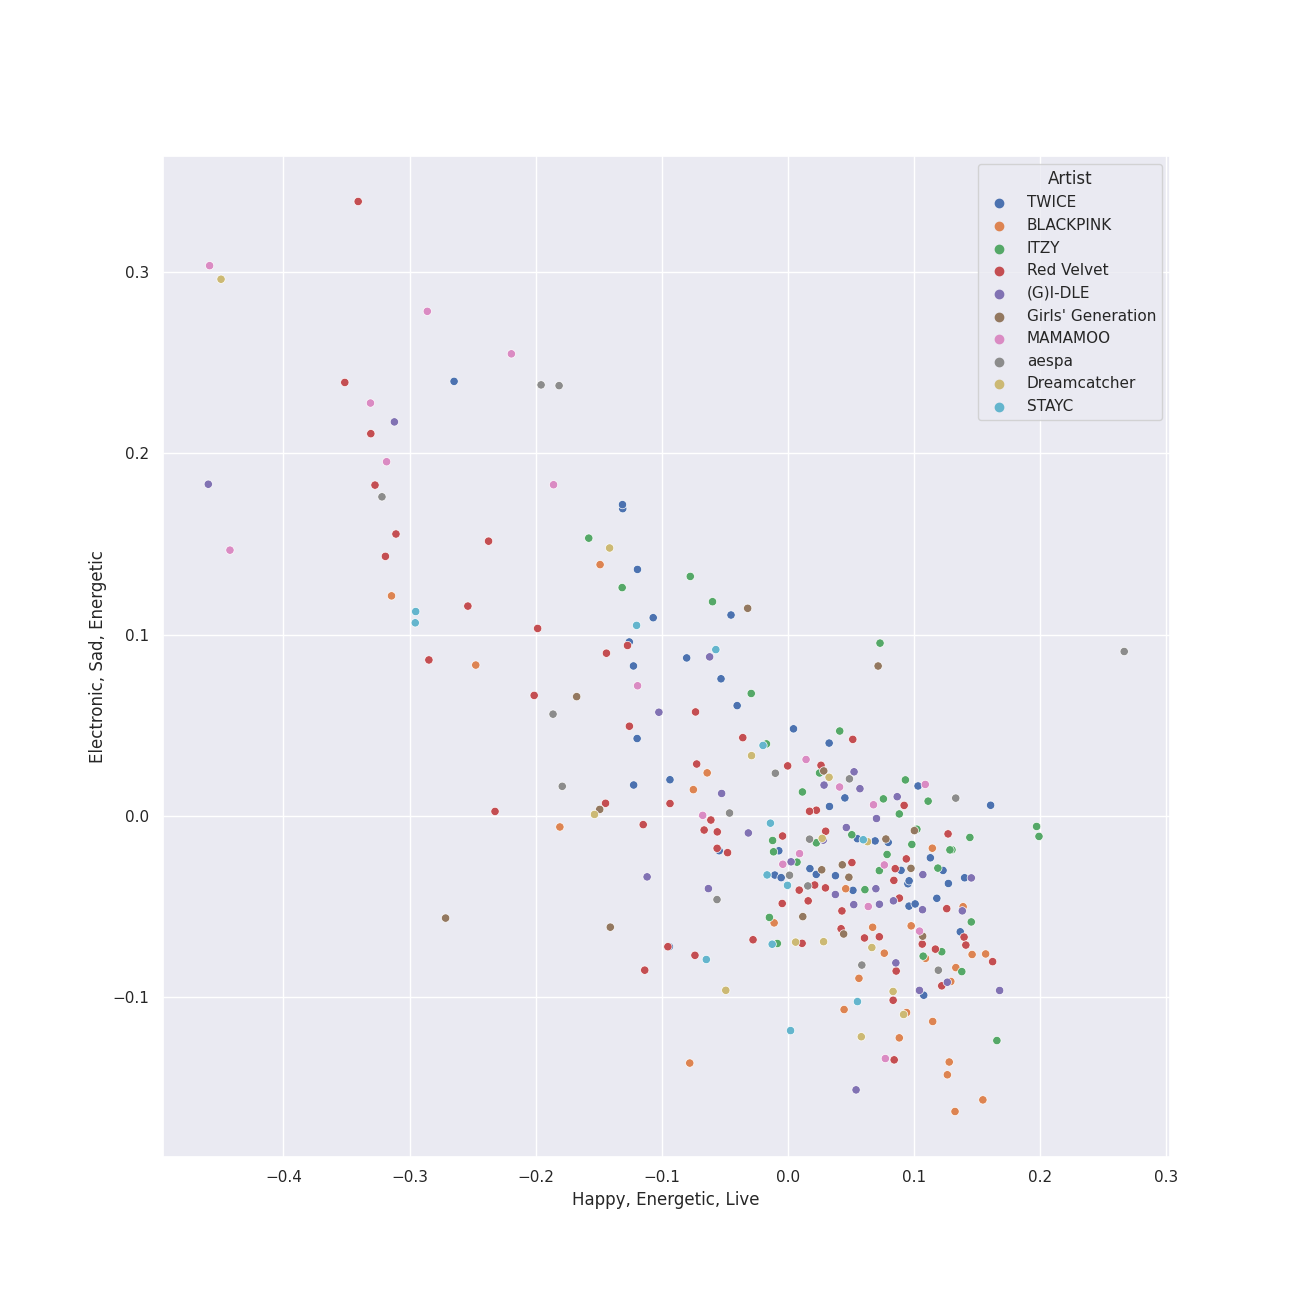 Artist
TWICE
BLACKPINK
ITZY
Red Velvet
(G)I-DLE
Girls' Generation
MAMAMOO
aespa
Dreamcatcher
STAYC
0.3
0.2
0.1
0.0
−0.1
Electronic, Sad, Energetic
−0.4 −0.3 −0.2 −0.1 0.0 0.1 0.2 0.3
Happy, Energetic, Live